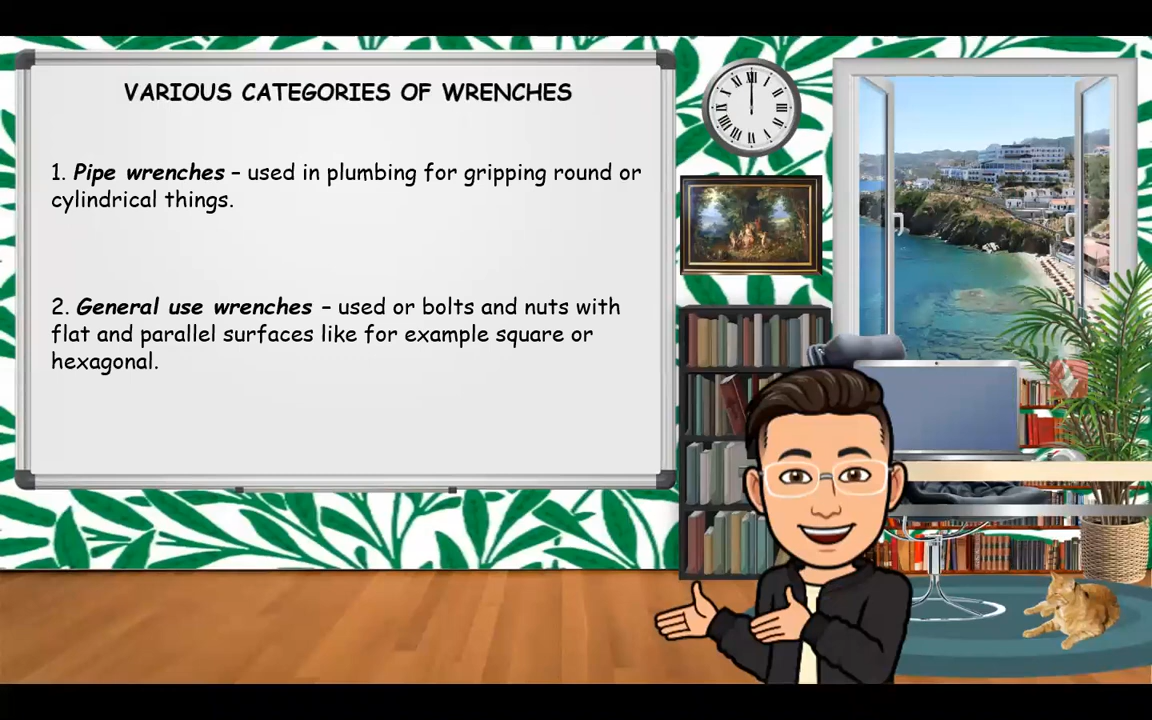 VARIOUS CATEGORIES OF WRENCHES
1. Pipe wrenches – used in plumbing for gripping round or
cylindrical things.
2. General use wrenches – used or bolts and nuts with
flat and parallel surfaces like for example square or
hexagonal.